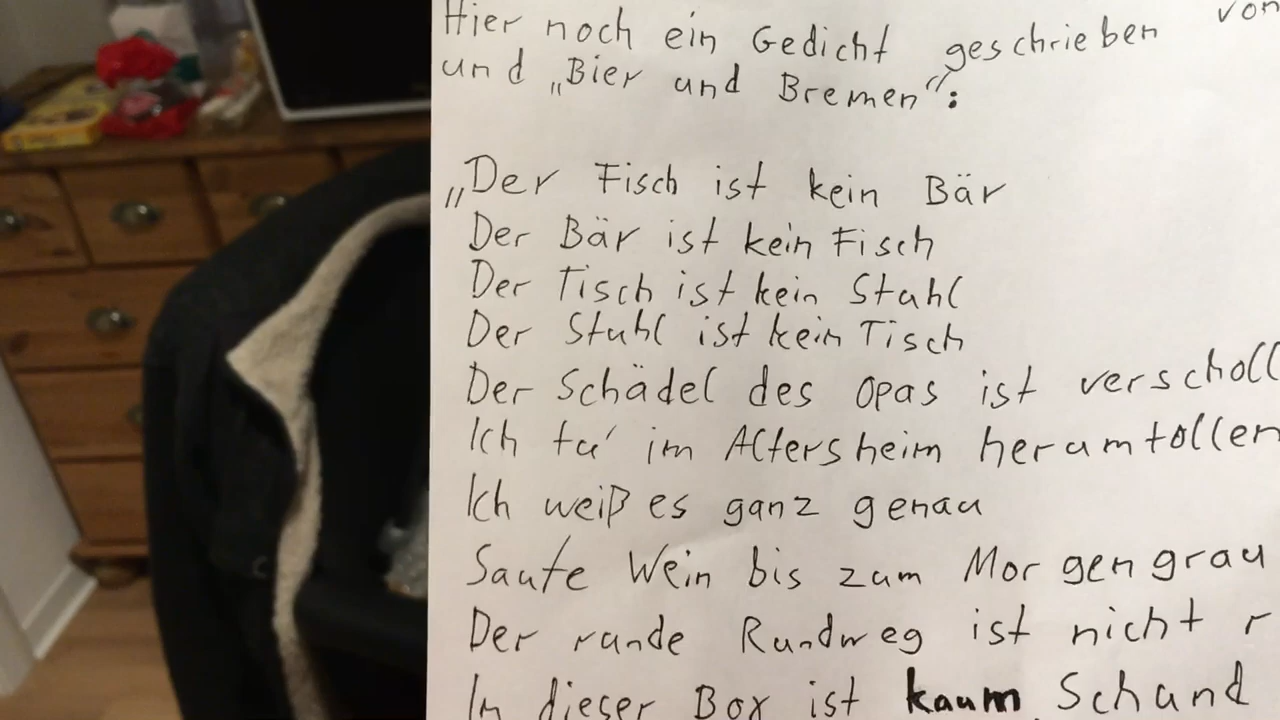 Hier noch ein Gedicht geschrieben von
und „Bier und Bremen“:
„Der Fisch ist kein Bär
Der Bär ist kein Fisch
Der Tisch ist kein Stuhl
Der Stuhl ist kein Tisch
Der Schädel des Opas ist verscholl
Ich tu' im Altersheim herumtollen
Ich weiß es ganz genau
Saufe Wein bis zum Morgengrau
Der runde Rundweg ist nicht r
In dieser Box ist kaum Schund